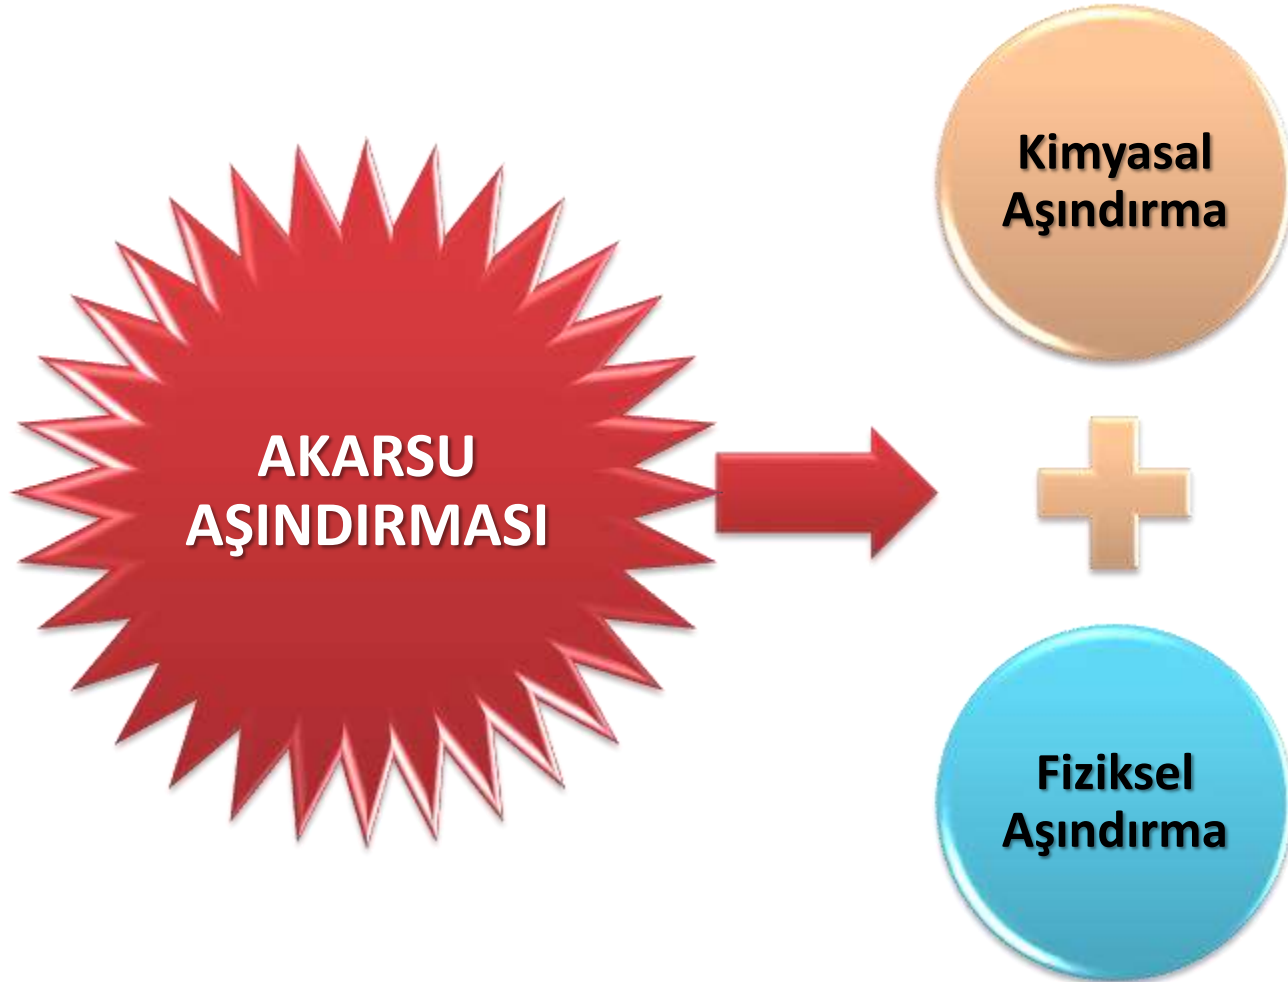 AKARSU
AŞINDIRMASI
Kimyasal
Aşındırma
Fiziksel
Aşındırma